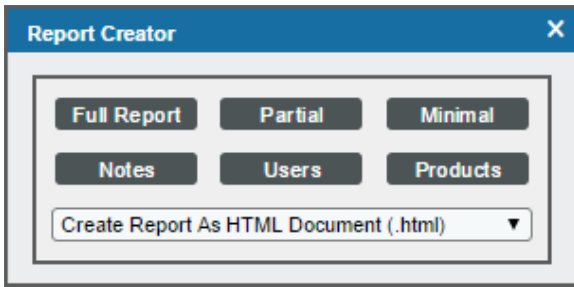 Report Creator
Full Report Partial Minimal
Notes Users Products
Create Report As HTML Document (.html)